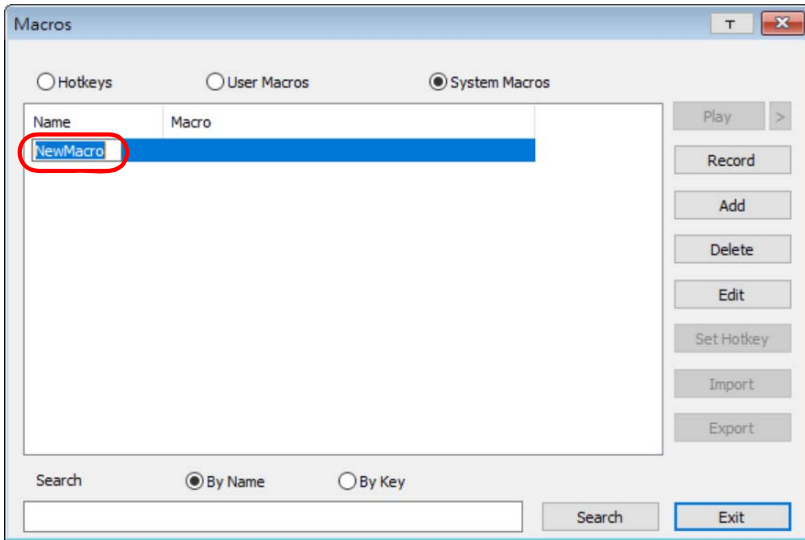 Macros
T
Hotkeys
User Macros
System Macros
Name
Macro
NewMacro
Play
>
Record
Add
Delete
Edit
Set Hotkey
Import
Export
Search
By Name
By Key
Search
Exit